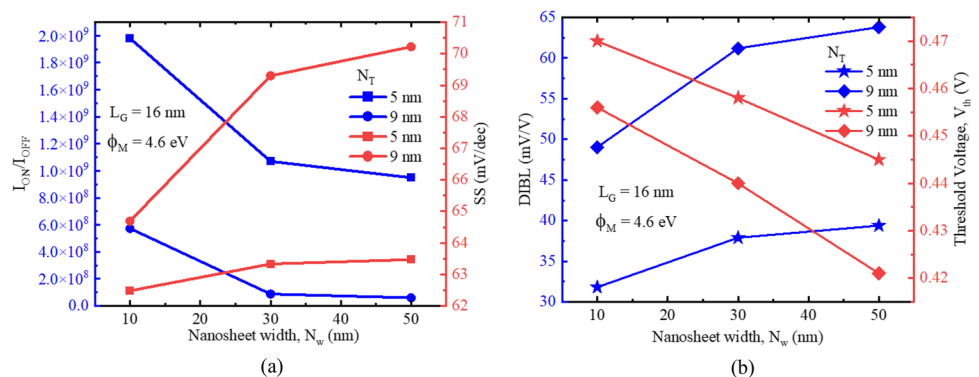 2.0×10⁹
1.8×10⁹
1.6×10⁹
1.4×10⁹
1.2×10⁹
1.0×10⁹
8.0×10⁸
6.0×10⁸
4.0×10⁸
2.0×10⁸
0.0
I_ON/I_OFF
N_T
5 nm
9 nm
5 nm
9 nm
L_G = 16 nm
ϕ_M = 4.6 eV
71
70
69
68
67
66
65
64
63
62
SS (mV/dec)
10 20 30 40 50
Nanosheet width, N_w (nm)
(a)
65
60
55
50
45
40
35
30
DIBL (mV/V)
N_T
5 nm
9 nm
5 nm
9 nm
L_G = 16 nm
ϕ_M = 4.6 eV
0.47
0.46
0.45
0.44
0.43
0.42
Threshold Voltage, V_th (V)
10 20 30 40 50
Nanosheet width, N_w (nm)
(b)